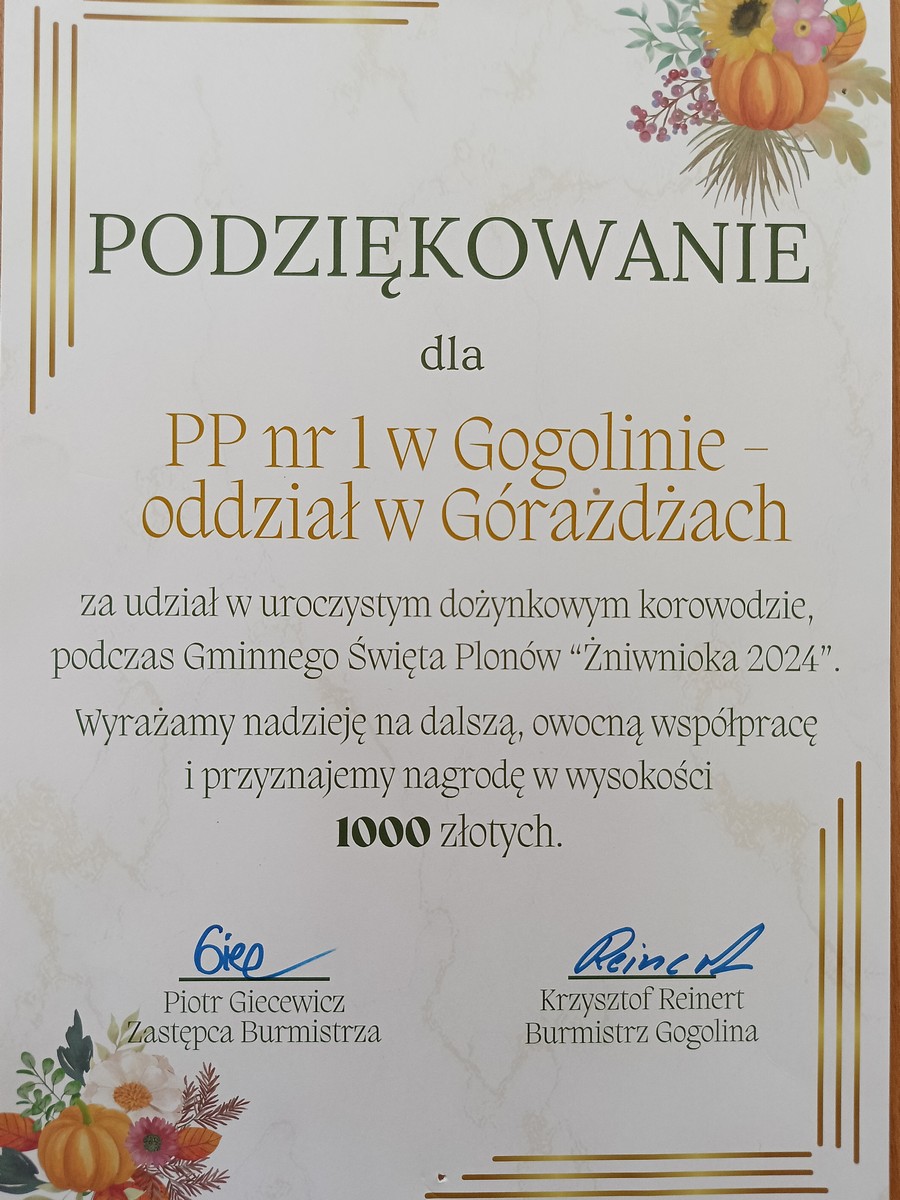 PODZIĘKOWANIE
dla
PP nr 1 w Gogolinie –
oddział w Górażdżach
za udział w uroczystym dożynkowym korowodzie,
podczas Gminnego Święta Plonów “Żniwnioka 2024”.
Wyrażamy nadzieję na dalszą, owocną współpracę
i przyznajemy nagrodę w wysokości
1000 złotych.
Giec Reinert
Piotr Giecewicz Krzysztof Reinert
Zastępca Burmistrza Burmistrz Gogolina